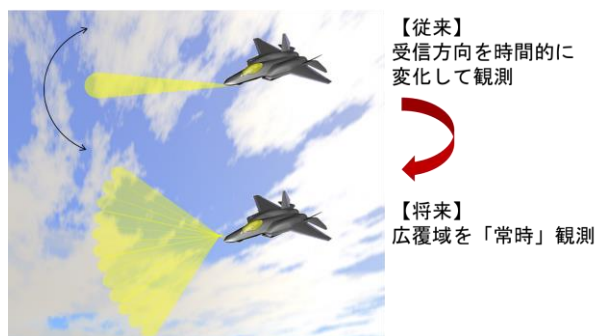 【従来】
受信方向を時間的に
変化して観測
【将来】
広覆域を「常時」観測